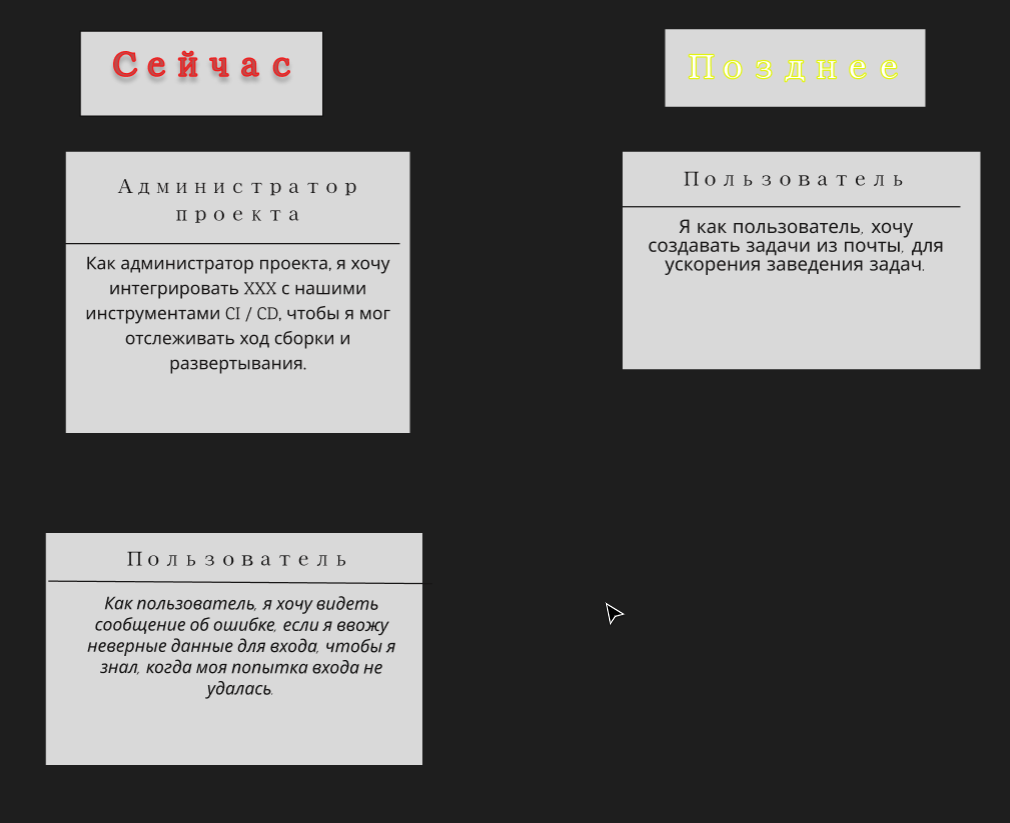 Сейчас
Администратор
проекта
Как администратор проекта, я хочу
интегрировать XXX с нашими
инструментами CI / CD, чтобы я мог
отслеживать ход сборки и
развертывания.
Пользователь
Как пользователь, я хочу видеть
сообщение об ошибке, если я ввожу
неверные данные для входа, чтобы я
знал, когда моя попытка входа не
удалась.
Позднее
Пользователь
Я как пользователь, хочу
создавать задачи из почты, для
ускорения заведения задач.